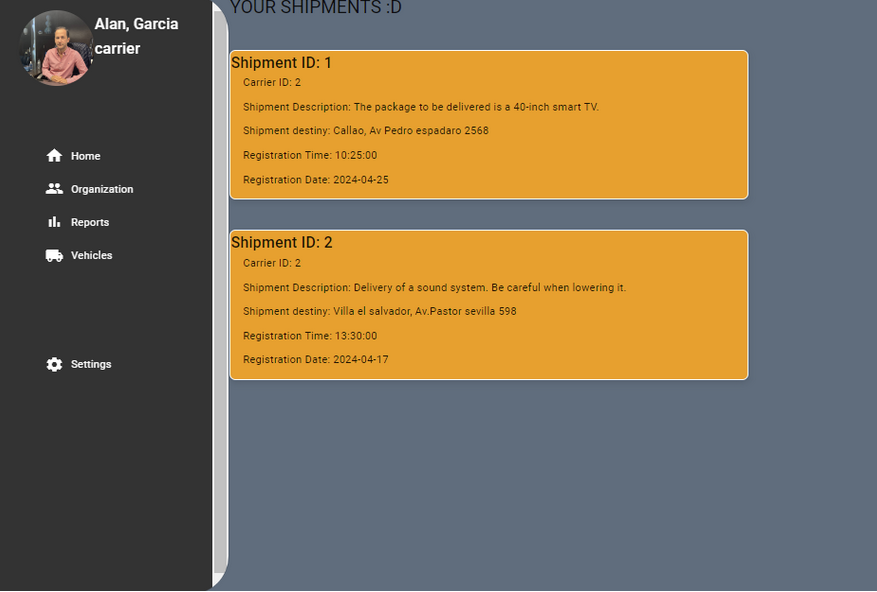 Alan, Garcia
carrier
Home
Organization
Reports
Vehicles
Settings
YOUR SHIPMENTS :D
Shipment ID: 1
Carrier ID: 2
Shipment Description: The package to be delivered is a 40-inch smart TV.
Shipment destiny: Callao, Av Pedro espadaro 2568
Registration Time: 10:25:00
Registration Date: 2024-04-25
Shipment ID: 2
Carrier ID: 2
Shipment Description: Delivery of a sound system. Be careful when lowering it.
Shipment destiny: Villa el salvador, Av.Pastor sevilla 598
Registration Time: 13:30:00
Registration Date: 2024-04-17